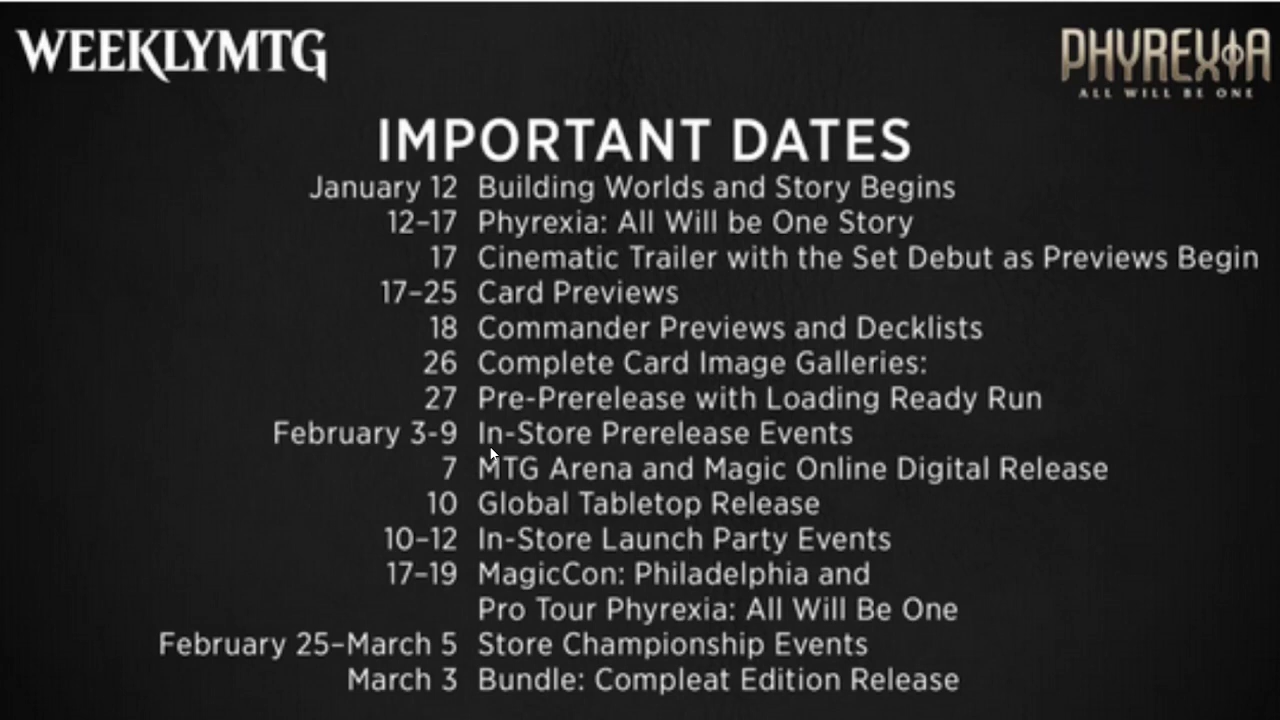 WEEKLYMTG
PHYREXIA
ALL WILL BE ONE
IMPORTANT DATES
January 12 Building Worlds and Story Begins
12–17 Phyrexia: All Will be One Story
17 Cinematic Trailer with the Set Debut as Previews Begin
17–25 Card Previews
18 Commander Previews and Decklists
26 Complete Card Image Galleries:
27 Pre-Prerelease with Loading Ready Run
February 3-9 In-Store Prerelease Events
7 MTG Arena and Magic Online Digital Release
10 Global Tabletop Release
10–12 In-Store Launch Party Events
17–19 MagicCon: Philadelphia and
Pro Tour Phyrexia: All Will Be One
February 25–March 5 Store Championship Events
March 3 Bundle: Compleat Edition Release